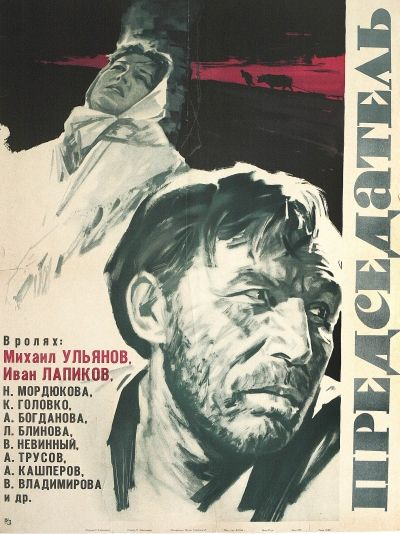 ПРЕДСЕДАТЕЛЬ
В ролях:
Михаил УЛЬЯНОВ,
Иван ЛАПИКОВ,
Н. МОРДЮКОВА,
К. ГОЛОВКО,
А. БОГДАНОВА,
Л. БЛИНОВА,
В. НЕВИННЫЙ,
А. ТРУСОВ,
А. КАШПЕРОВ,
В. ВЛАДИМИРОВА
и др.